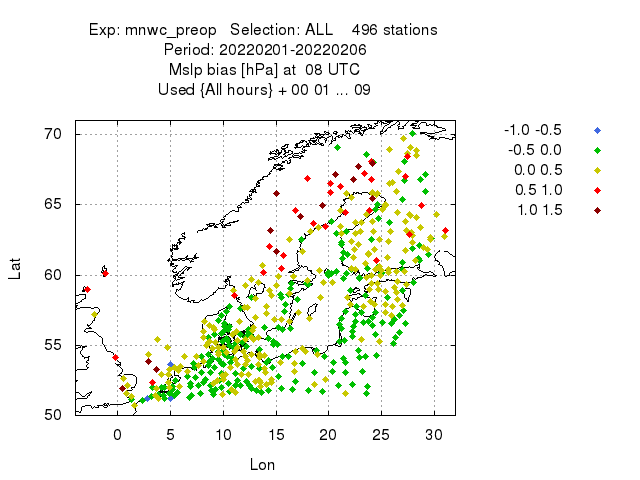 Exp: mnwc_preop   Selection: ALL    496 stations
Period: 20220201-20220206
Mslp bias [hPa] at  08 UTC
Used {All hours} + 00 01 ... 09
-1.0 -0.5
-0.5 0.0
0.0 0.5
0.5 1.0
1.0 1.5
70
65
60
55
50
Lat
0 5 10 15 20 25 30
Lon